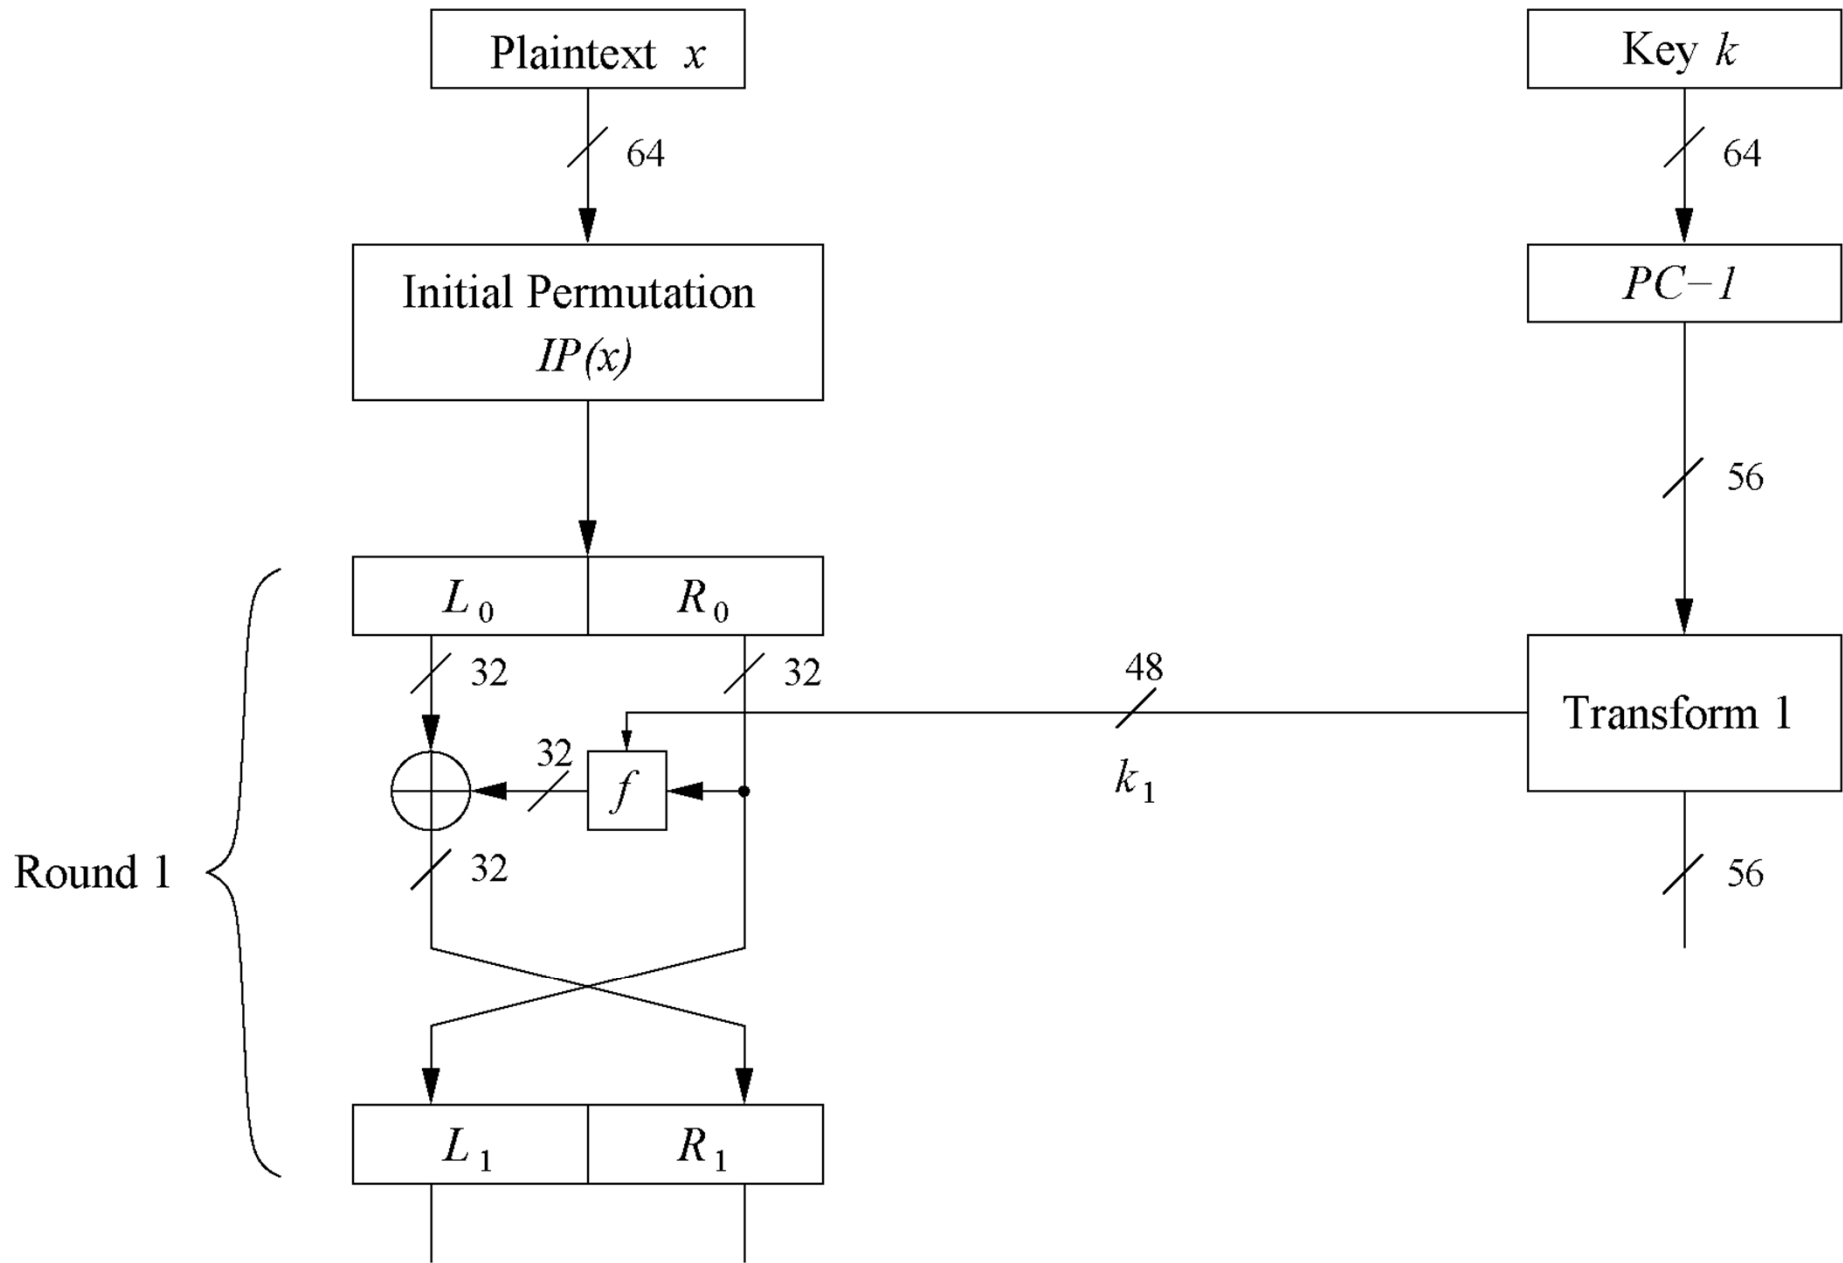 Plaintext x
Key k
64
64
Initial Permutation
IP(x)
PC−1
56
L0
R0
32
32
48
Transform 1
32
f
k1
32
56
Round 1
L1
R1